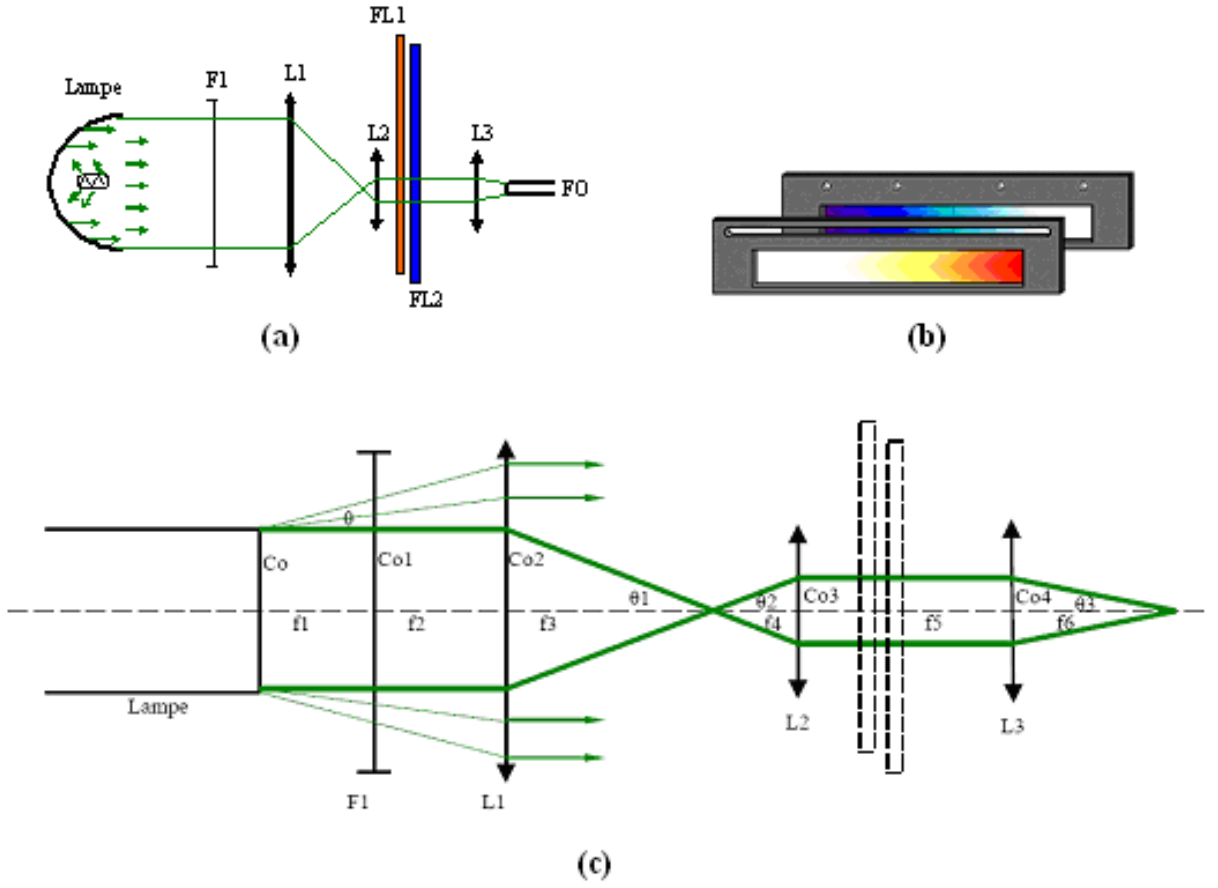 FL1
F1
L1
Lampe
L2
L3
FO
FL2
(a)
(b)
θ
Co
Co1
Co2
θ1
θ2
Co3
Co4
θ3
f1
f2
f3
f4
f5
f6
Lampe
L2
L3
F1
L1
(c)